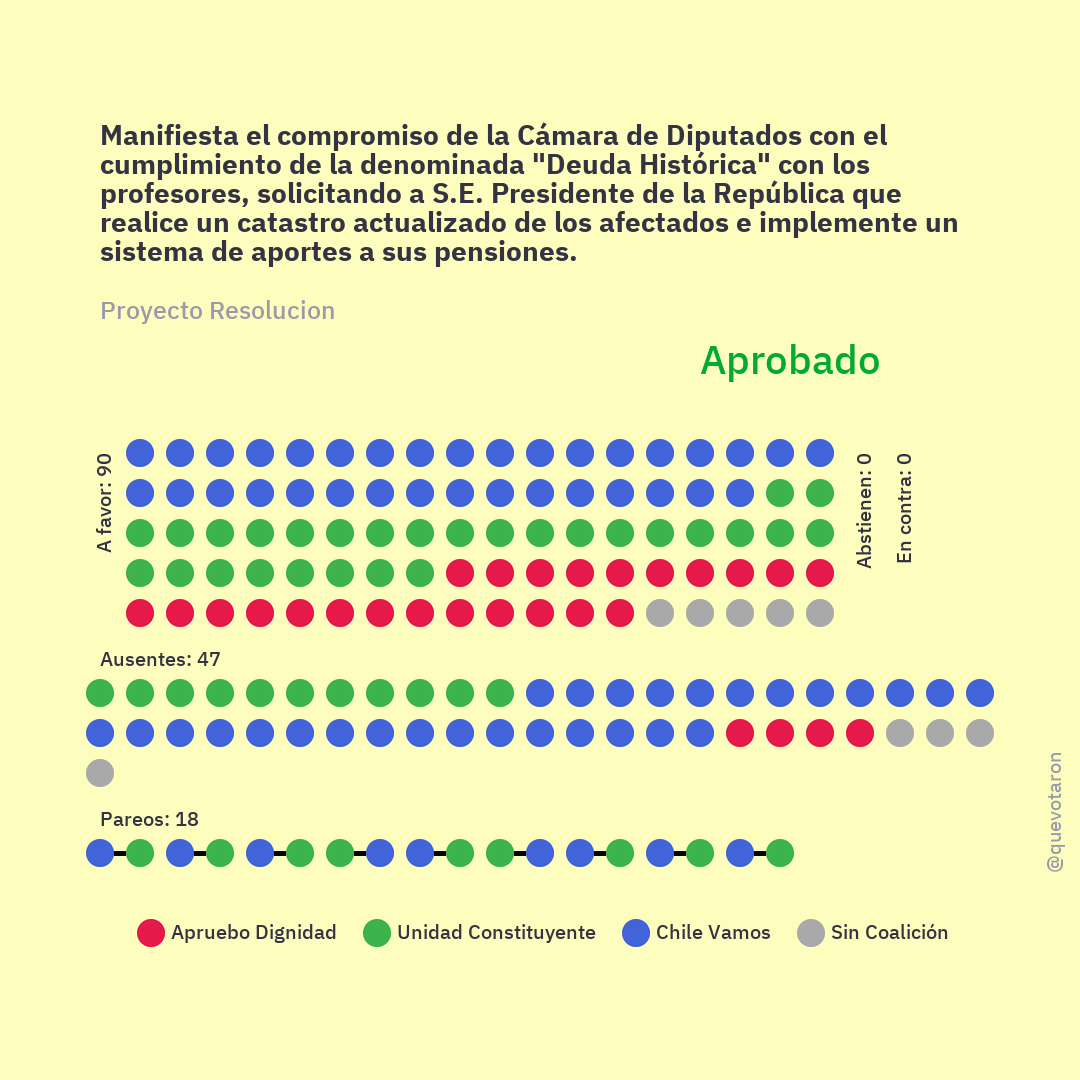 Manifiesta el compromiso de la Cámara de Diputados con el
cumplimiento de la denominada "Deuda Histórica" con los
profesores, solicitando a S.E. Presidente de la República que
realice un catastro actualizado de los afectados e implemente un
sistema de aportes a sus pensiones.
Proyecto Resolucion
Aprobado
A favor: 90
Abstienen: 0
En contra: 0
Ausentes: 47
Pareos: 18
@quevotaron
Apruebo Dignidad
Unidad Constituyente
Chile Vamos
Sin Coalición